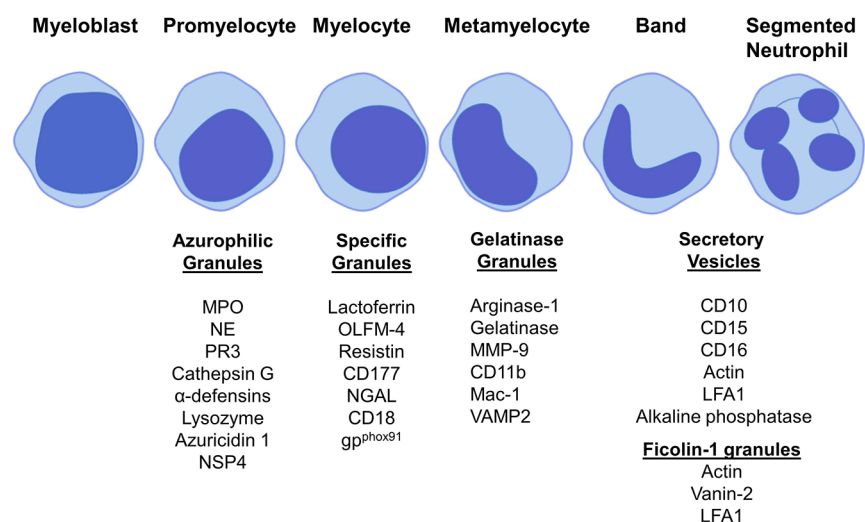 Myeloblast
Promyelocyte
Myelocyte
Metamyelocyte
Band
Segmented
Neutrophil
Azurophilic
Granules
MPO
NE
PR3
Cathepsin G
α-defensins
Lysozyme
Azuricidin 1
NSP4
Specific
Granules
Lactoferrin
OLFM-4
Resistin
CD177
NGAL
CD18
gpphox91
Gelatinase
Granules
Arginase-1
Gelatinase
MMP-9
CD11b
Mac-1
VAMP2
Secretory
Vesicles
CD10
CD15
CD16
Actin
LFA1
Alkaline phosphatase
Ficolin-1 granules
Actin
Vanin-2
LFA1